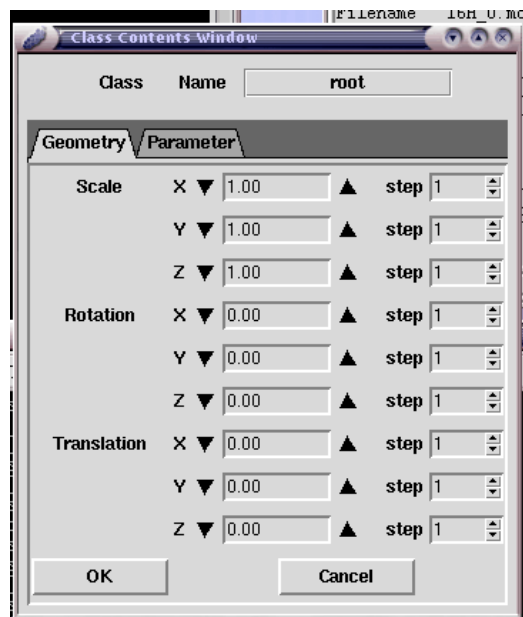 Filename 16H_0.mo
Class Contents Window
Class Name root
Geometry Parameter
Scale X 1.00 step 1
Y 1.00 step 1
Z 1.00 step 1
Rotation X 0.00 step 1
Y 0.00 step 1
Z 0.00 step 1
Translation X 0.00 step 1
Y 0.00 step 1
Z 0.00 step 1
OK Cancel